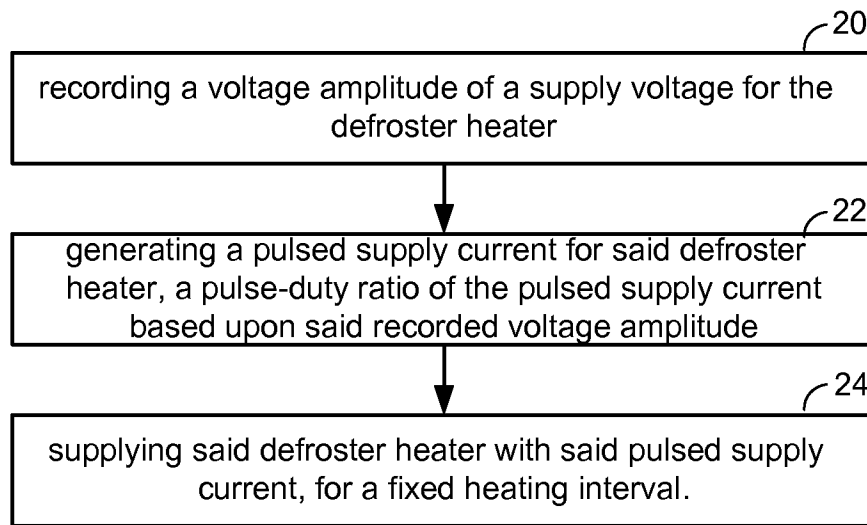 20
recording a voltage amplitude of a supply voltage for the
defroster heater
22
generating a pulsed supply current for said defroster
heater, a pulse-duty ratio of the pulsed supply current
based upon said recorded voltage amplitude
24
supplying said defroster heater with said pulsed supply
current, for a fixed heating interval.